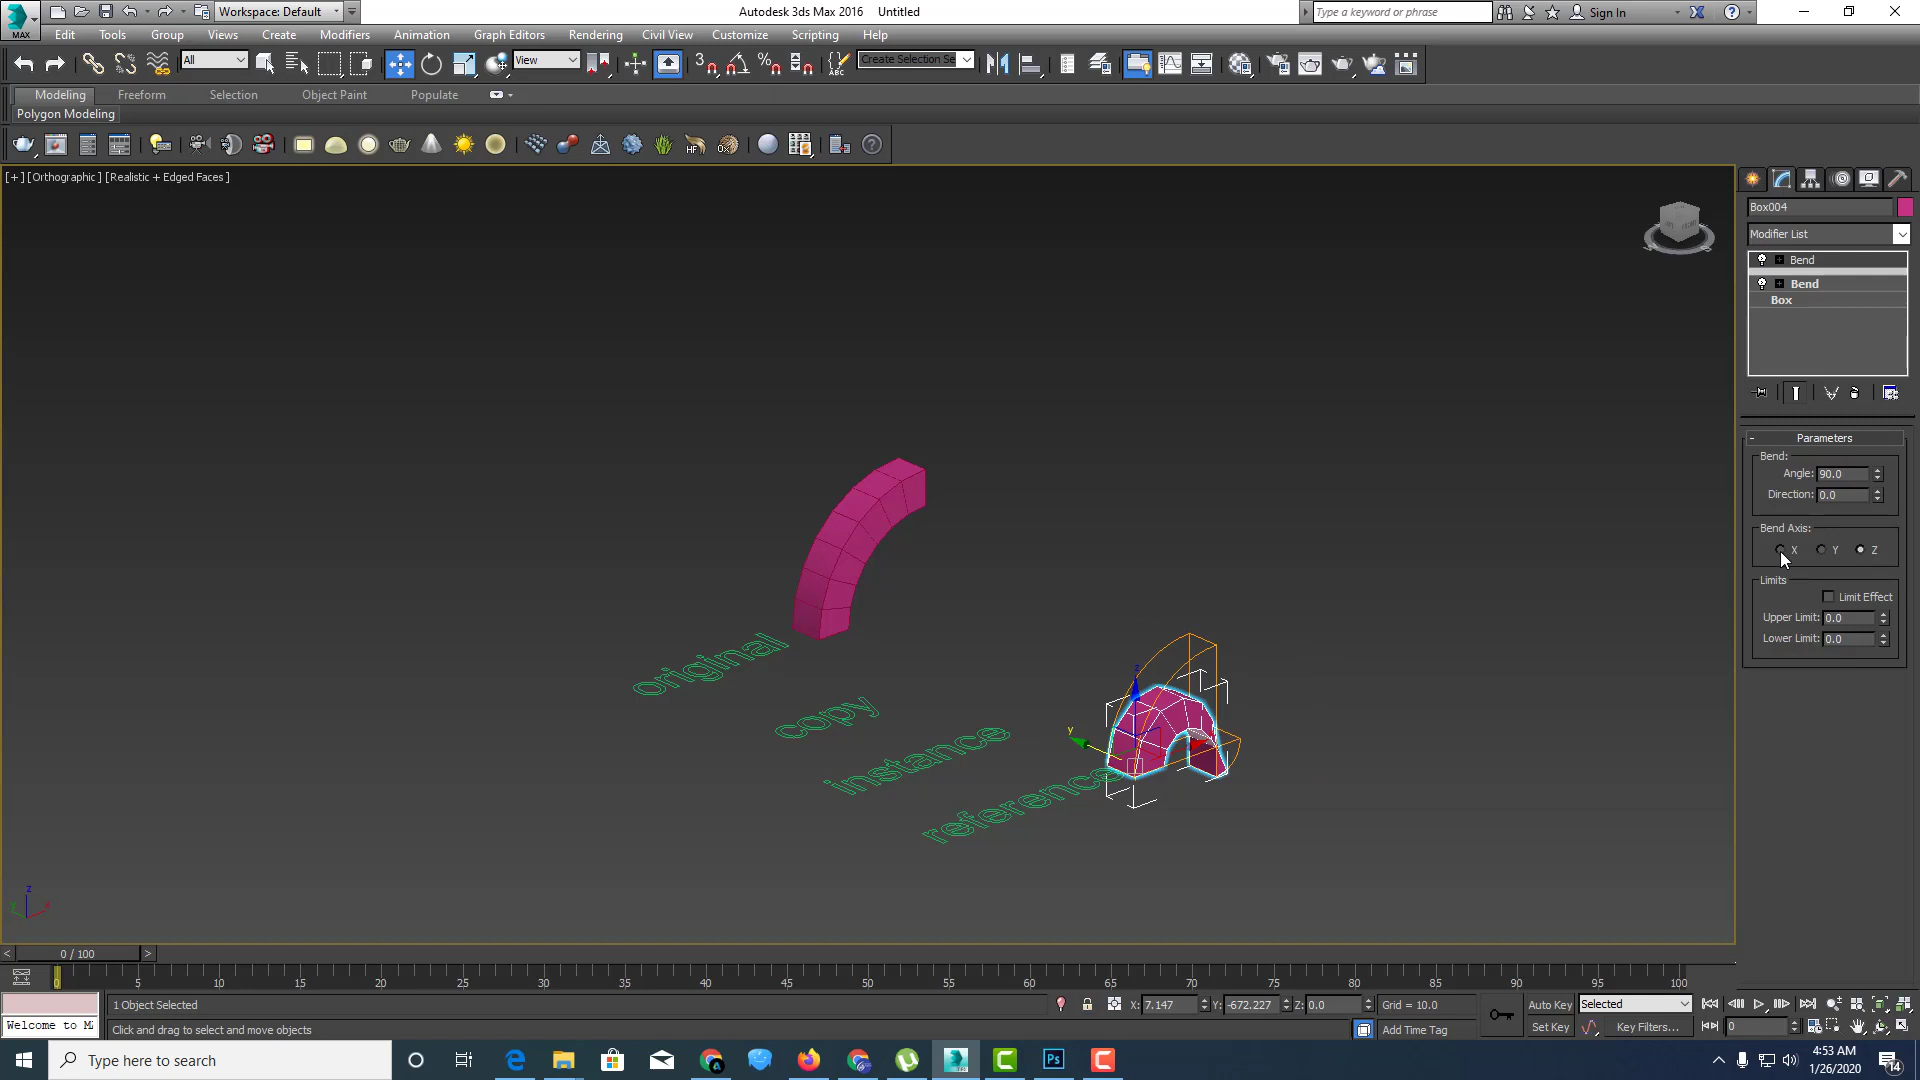 Workspace: Default
Autodesk 3ds Max 2016 Untitled
Type a keyword or phrase
Sign In
MAX
Edit Tools Group Views Create Modifiers Animation Graph Editors Rendering Civil View Customize Scripting Help
All
View
3
ABC
Create Selection Se
Modeling Freeform Selection Object Paint Populate
Polygon Modeling
HF
[+] [Orthographic] [Realistic + Edged Faces]
Box004
Modifier List
Bend
Bend
Box
- Parameters
Bend:
Angle: 90.0
Direction: 0.0
Bend Axis:
X Y Z
Limits
Limit Effect
Upper Limit: 0.0
Lower Limit: 0.0
original
copy
instance
reference
z
y
z
< 0 / 100 >
0 5 10 15 20 25 30 35 40 45 50 55 60 65 70 75 80 85 90 95 100
1 Object Selected
X: 7.147 Y: -672.227 Z: 0.0 Grid = 10.0
Auto Key Selected
Welcome to M
Click and drag to select and move objects
Add Time Tag
Set Key Key Filters...
0
Type here to search
Ps
4:53 AM
1/26/2020
14